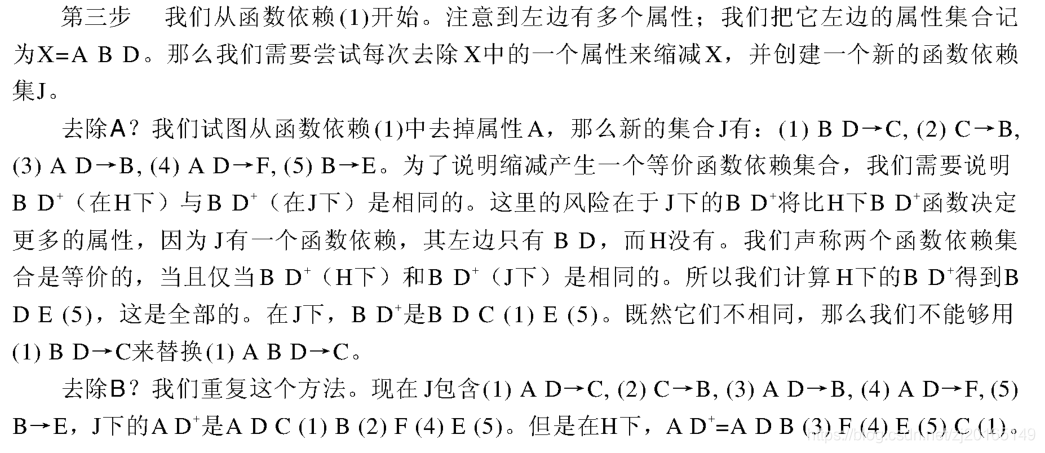 第三步 我们从函数依赖(1)开始。注意到左边有多个属性；我们把它左边的属性集合记
为X=A B D。那么我们需要尝试每次去除X中的一个属性来缩减X，并创建一个新的函数依赖
集J。
去除A？我们试图从函数依赖(1)中去掉属性A，那么新的集合J有：(1) B D→C, (2) C→B,
(3) A D→B, (4) A D→F, (5) B→E。为了说明缩减产生一个等价函数依赖集合，我们需要说明
B D⁺（在H下）与B D⁺（在J下）是相同的。这里的风险在于J下的B D⁺将比H下B D⁺函数决定
更多的属性，因为J有一个函数依赖，其左边只有 B D，而H没有。我们声称两个函数依赖集
合是等价的，当且仅当B D⁺（H下）和B D⁺（J下）是相同的。所以我们计算H下的B D⁺得到B
D E (5)，这是全部的。在J下，B D⁺是B D C (1) E (5)。既然它们不相同，那么我们不能够用
(1) B D→C来替换(1) A B D→C。
去除B？我们重复这个方法。现在J包含(1) A D→C, (2) C→B, (3) A D→B, (4) A D→F, (5)
B→E，J下的A D⁺是A D C (1) B (2) F (4) E (5)。但是在H下，A D⁺=A D B (3) F (4) E (5) C (1)。